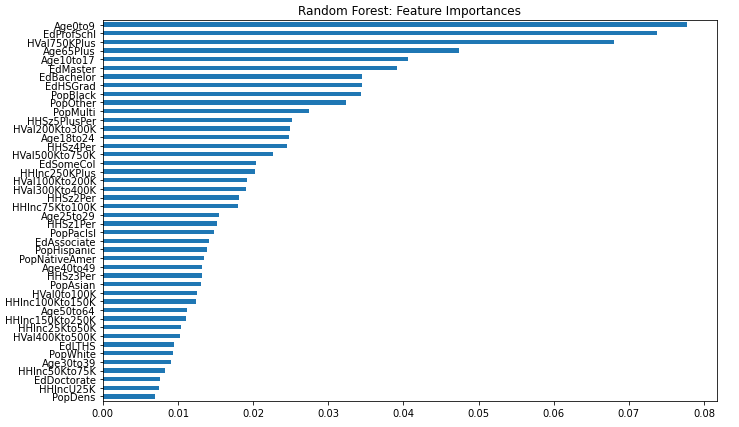 Random Forest: Feature Importances
Age0to9
EdProfSchl
HVal750KPlus
Age65Plus
Age10to17
EdMaster
EdBachelor
EdHSGrad
PopBlack
PopOther
PopMulti
HHSz5PlusPer
HVal200Kto300K
Age18to24
HHSz4Per
HVal500Kto750K
EdSomeCol
HHInc250KPlus
HVal100Kto200K
HVal300Kto400K
HHSz2Per
HHInc75Kto100K
Age25to29
HHSz1Per
PopPacIsl
EdAssociate
PopHispanic
PopNativeAmer
Age40to49
HHSz3Per
PopAsian
HVal0to100K
HHInc100Kto150K
Age50to64
HHInc150Kto250K
HHInc25Kto50K
HVal400Kto500K
EdLTHS
PopWhite
Age30to39
HHInc50Kto75K
EdDoctorate
HHIncU25K
PopDens
0.00 0.01 0.02 0.03 0.04 0.05 0.06 0.07 0.08